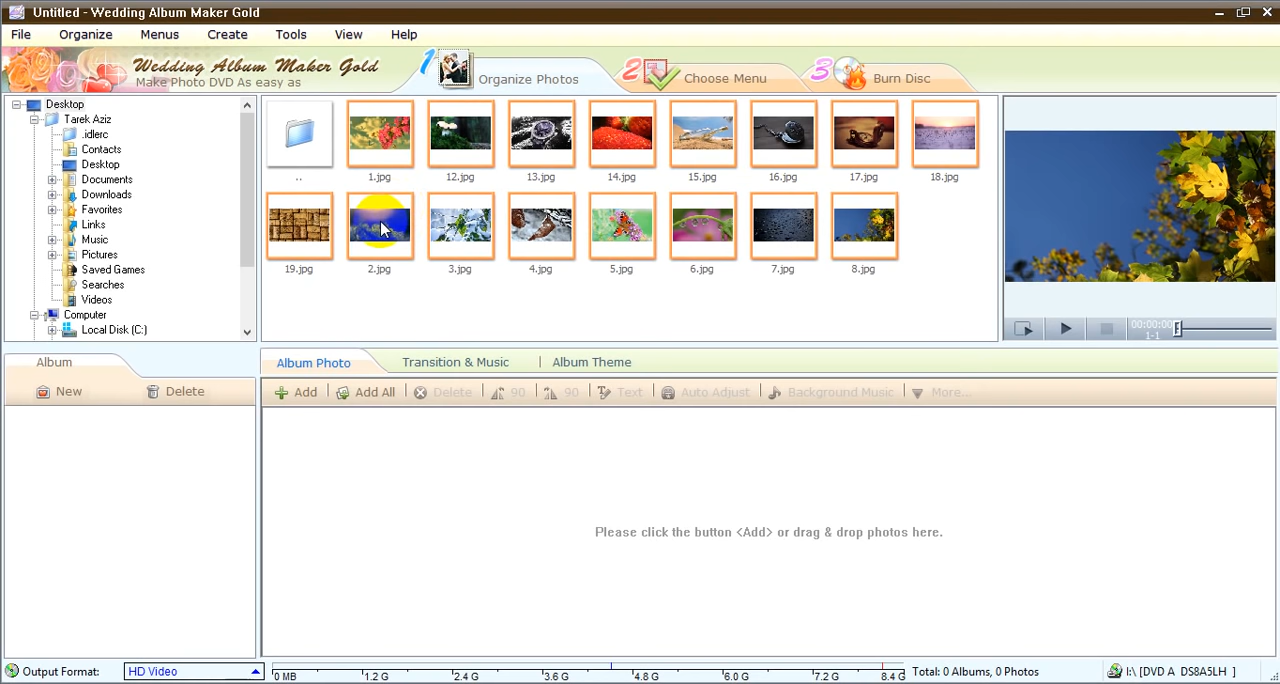 Untitled - Wedding Album Maker Gold
File Organize Menus Create Tools View Help
Wedding Album Maker Gold
Make Photo DVD As easy as
1 Organize Photos 2 Choose Menu 3 Burn Disc
Desktop
Tarek Aziz
.idlerc
Contacts
Desktop
Documents
Downloads
Favorites
Links
Music
Pictures
Saved Games
Searches
Videos
Computer
Local Disk (C:)
.. 1.jpg 12.jpg 13.jpg 14.jpg 15.jpg 16.jpg 17.jpg 18.jpg
19.jpg 2.jpg 3.jpg 4.jpg 5.jpg 6.jpg 7.jpg 8.jpg
1-1
Album
New Delete
Album Photo Transition & Music | Album Theme
Add Add All Delete 90 90 Text Auto Adjust Background Music More...
Please click the button <Add> or drag & drop photos here.
Output Format: HD Video 0 MB 1.2 G 2.4 G 3.6 G 4.8 G 6.0 G 7.2 G 8.4 G Total: 0 Albums, 0 Photos I:\ [DVD A DS8A5LH ]